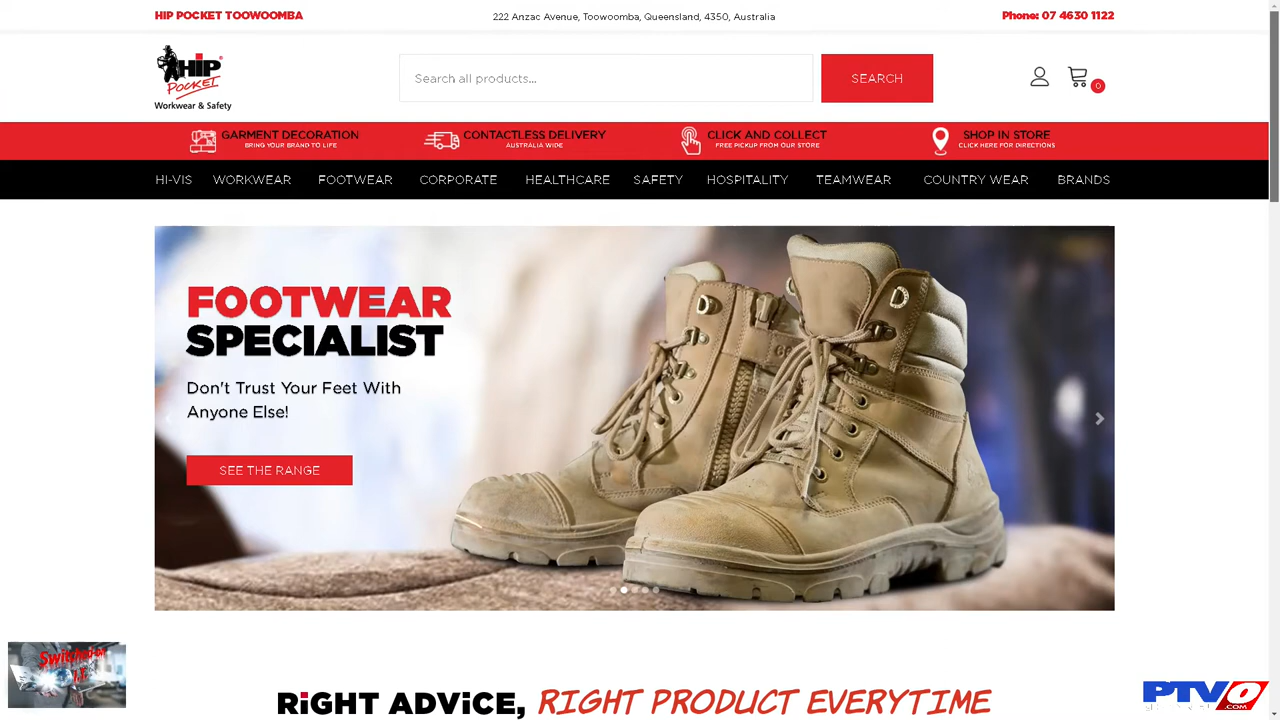 HIP POCKET TOOWOOMBA
222 Anzac Avenue, Toowoomba, Queensland, 4350, Australia
Phone: 07 4630 1122
HIP
POCKET
Workwear & Safety
Search all products...
SEARCH
0
GARMENT DECORATION
BRING YOUR BRAND TO LIFE
CONTACTLESS DELIVERY
AUSTRALIA WIDE
CLICK AND COLLECT
FREE PICKUP FROM OUR STORE
SHOP IN STORE
CLICK HERE FOR DIRECTIONS
HI-VIS WORKWEAR FOOTWEAR CORPORATE HEALTHCARE SAFETY HOSPITALITY TEAMWEAR COUNTRY WEAR BRANDS
FOOTWEAR
SPECIALIST
Don't Trust Your Feet With
Anyone Else!
SEE THE RANGE
RiGHT ADViCE, RIGHT PRODUCT EVERYTIME
PTVO
.COM